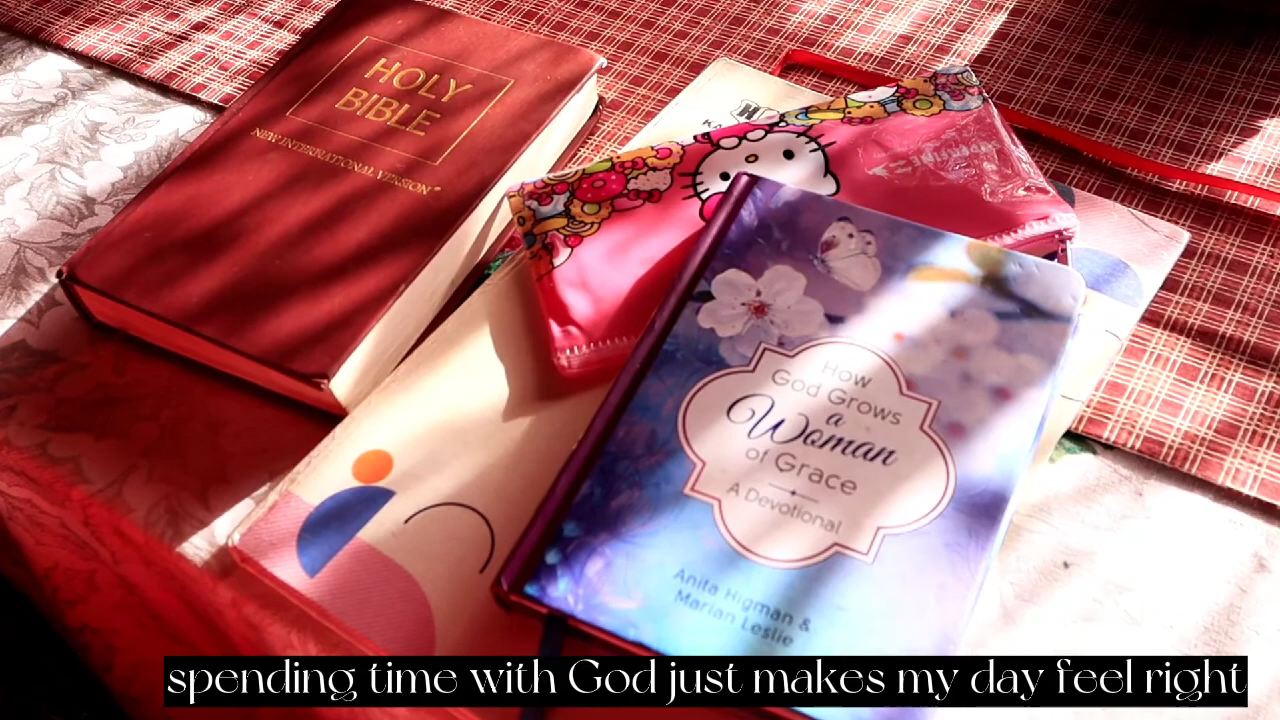 HOLY
BIBLE
NEW INTERNATIONAL VERSION®
How
God Grows
a
Woman
of Grace
A Devotional
Anita Higman &
Marian Leslie
spending time with God just makes my day feel right.